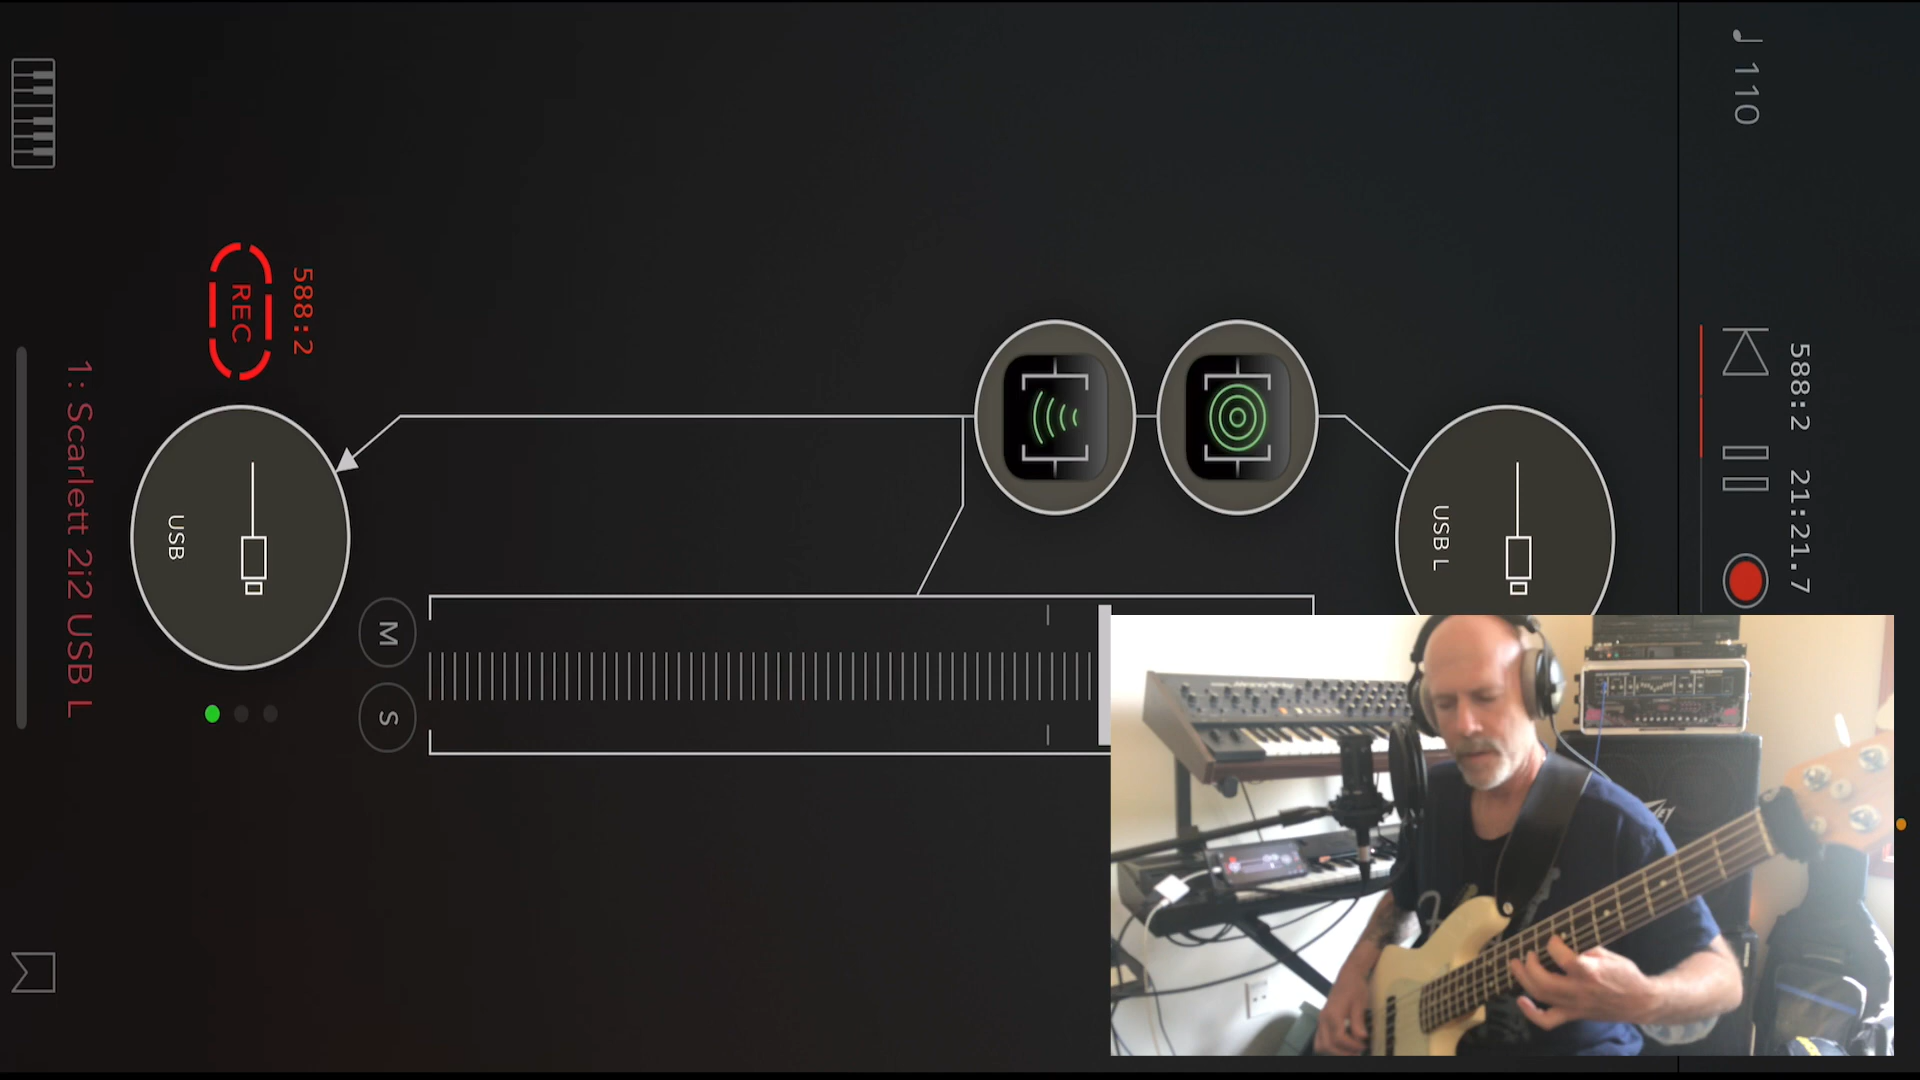 ♩ 110
588:2 21:21.7
USB L
588:2
REC
USB
M
S
1: Scarlett 2i2 USB L